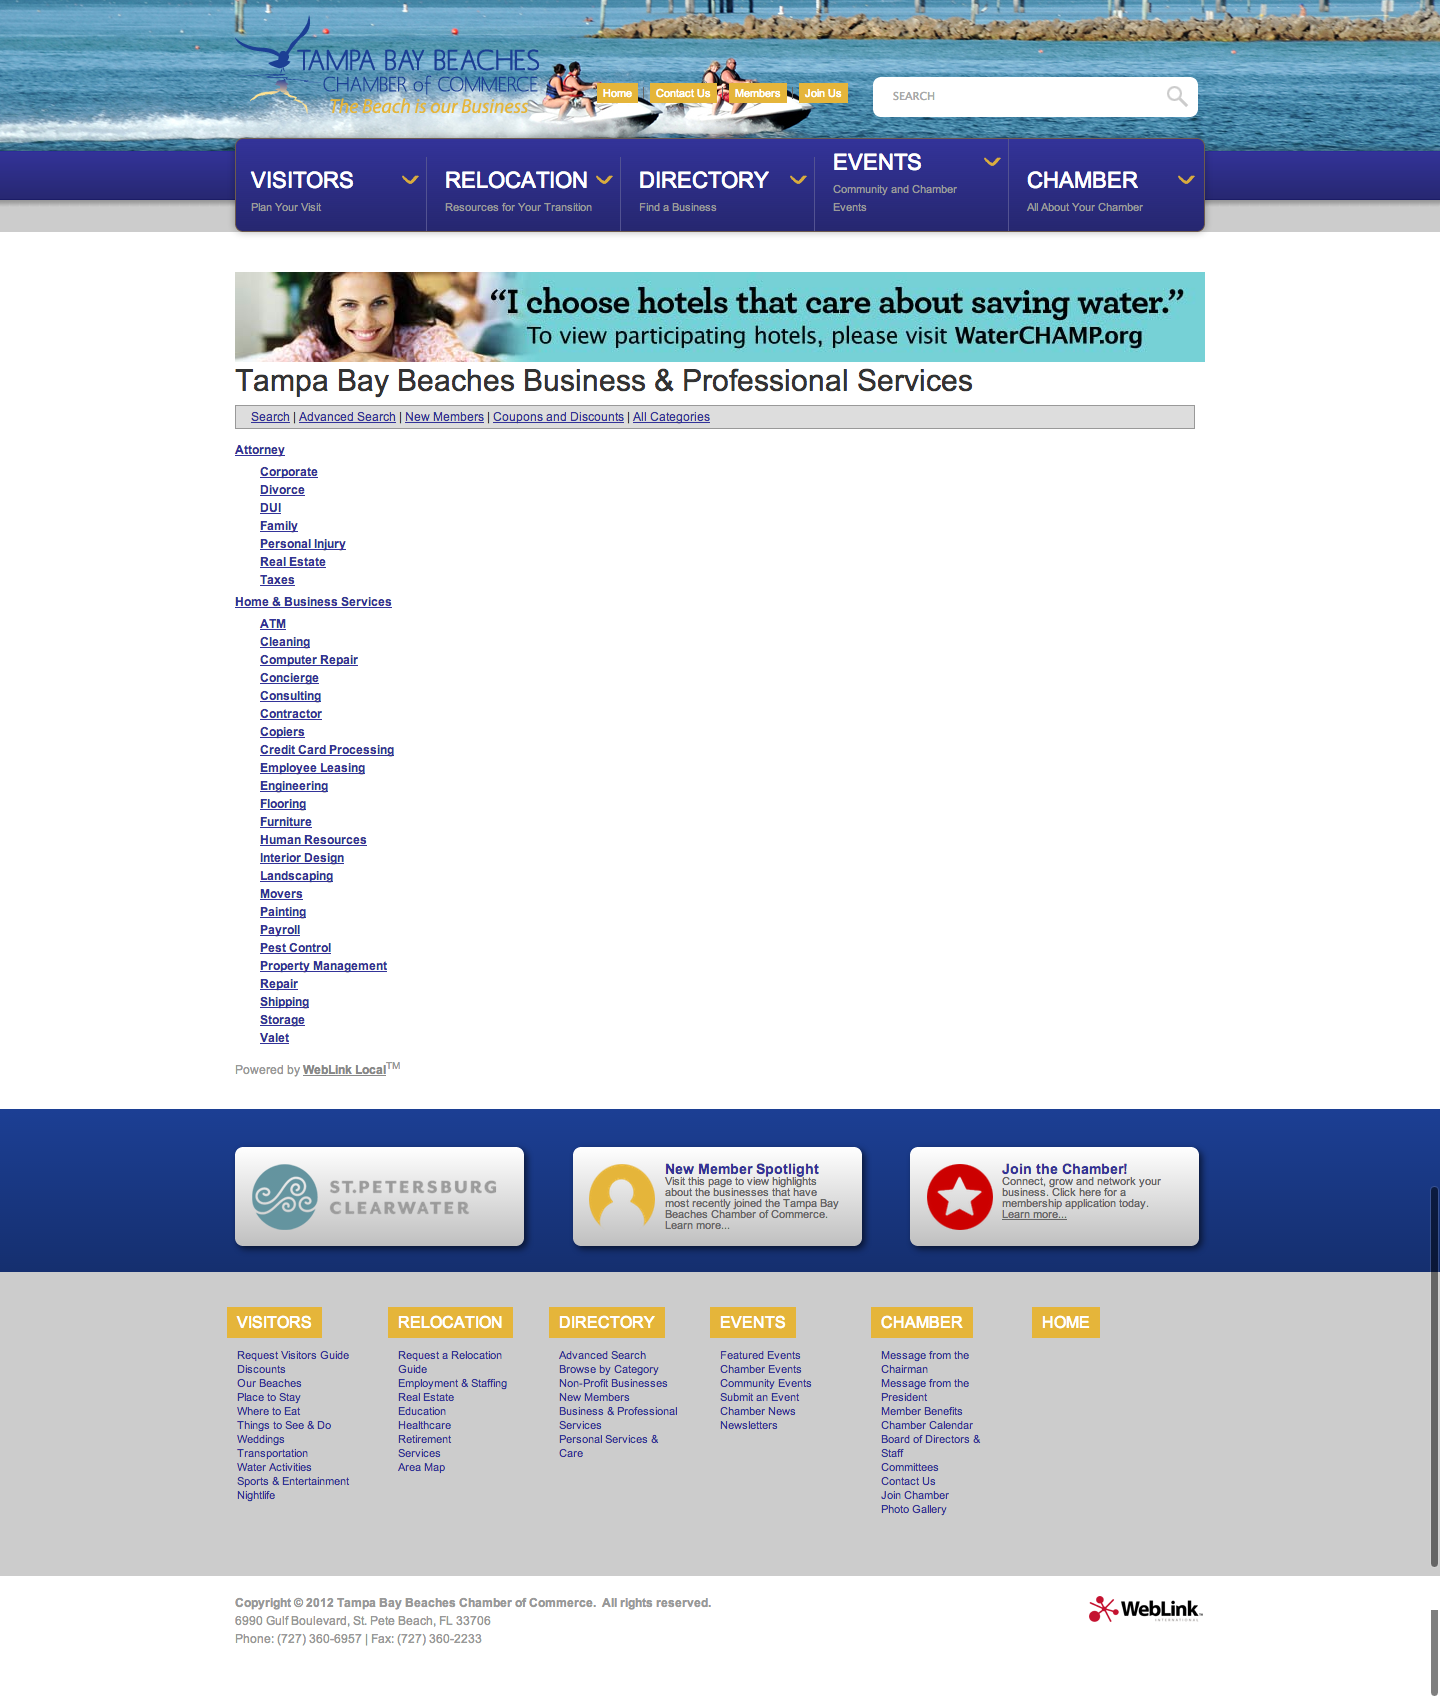 TAMPA BAY BEACHES
CHAMBER of COMMERCE
The Beach is our Business
Home
Contact Us
Members
Join Us
SEARCH
VISITORS
Plan Your Visit
RELOCATION
Resources for Your Transition
DIRECTORY
Find a Business
EVENTS
Community and Chamber
Events
CHAMBER
All About Your Chamber
“I choose hotels that care about saving water.”
To view participating hotels, please visit WaterCHAMP.org
Tampa Bay Beaches Business & Professional Services
Search | Advanced Search | New Members | Coupons and Discounts | All Categories
Attorney
Corporate
Divorce
DUI
Family
Personal Injury
Real Estate
Taxes
Home & Business Services
ATM
Cleaning
Computer Repair
Concierge
Consulting
Contractor
Copiers
Credit Card Processing
Employee Leasing
Engineering
Flooring
Furniture
Human Resources
Interior Design
Landscaping
Movers
Painting
Payroll
Pest Control
Property Management
Repair
Shipping
Storage
Valet
Powered by WebLink Local™
ST.PETERSBURG
CLEARWATER
New Member Spotlight
Visit this page to view highlights
about the businesses that have
most recently joined the Tampa Bay
Beaches Chamber of Commerce.
Learn more...
Join the Chamber!
Connect, grow and network your
business. Click here for a
membership application today.
Learn more...
VISITORS
Request Visitors Guide
Discounts
Our Beaches
Place to Stay
Where to Eat
Things to See & Do
Weddings
Transportation
Water Activities
Sports & Entertainment
Nightlife
RELOCATION
Request a Relocation
Guide
Employment & Staffing
Real Estate
Education
Healthcare
Retirement
Services
Area Map
DIRECTORY
Advanced Search
Browse by Category
Non-Profit Businesses
New Members
Business & Professional
Services
Personal Services &
Care
EVENTS
Featured Events
Chamber Events
Community Events
Submit an Event
Chamber News
Newsletters
CHAMBER
Message from the
Chairman
Message from the
President
Member Benefits
Chamber Calendar
Board of Directors &
Staff
Committees
Contact Us
Join Chamber
Photo Gallery
HOME
Copyright © 2012 Tampa Bay Beaches Chamber of Commerce. All rights reserved.
6990 Gulf Boulevard, St. Pete Beach, FL 33706
Phone: (727) 360-6957 | Fax: (727) 360-2233
WebLink
INTERNATIONAL